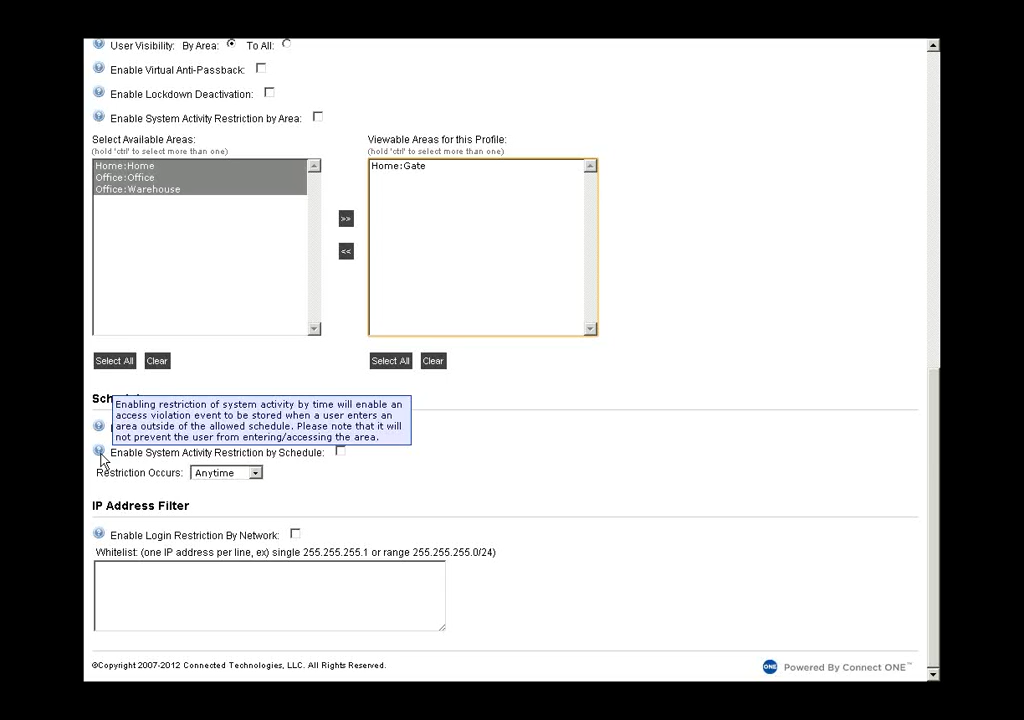 User Visibility: By Area: To All:
Enable Virtual Anti-Passback:
Enable Lockdown Deactivation:
Enable System Activity Restriction by Area:
Select Available Areas:
(hold 'ctrl' to select more than one)
Home:Home
Office:Office
Office:Warehouse
Select All Clear
>>
<<
Viewable Areas for this Profile:
(hold 'ctrl' to select more than one)
Home:Gate
Select All Clear
Enabling restriction of system activity by time will enable an
access violation event to be stored when a user enters an
area outside of the allowed schedule. Please note that it will
not prevent the user from entering/accessing the area.
Enable System Activity Restriction by Schedule:
Restriction Occurs: Anytime
IP Address Filter
Enable Login Restriction By Network:
Whitelist: (one IP address per line, ex) single 255.255.255.1 or range 255.255.255.0/24)
©Copyright 2007-2012 Connected Technologies, LLC. All Rights Reserved.
ONE Powered By Connect ONE™